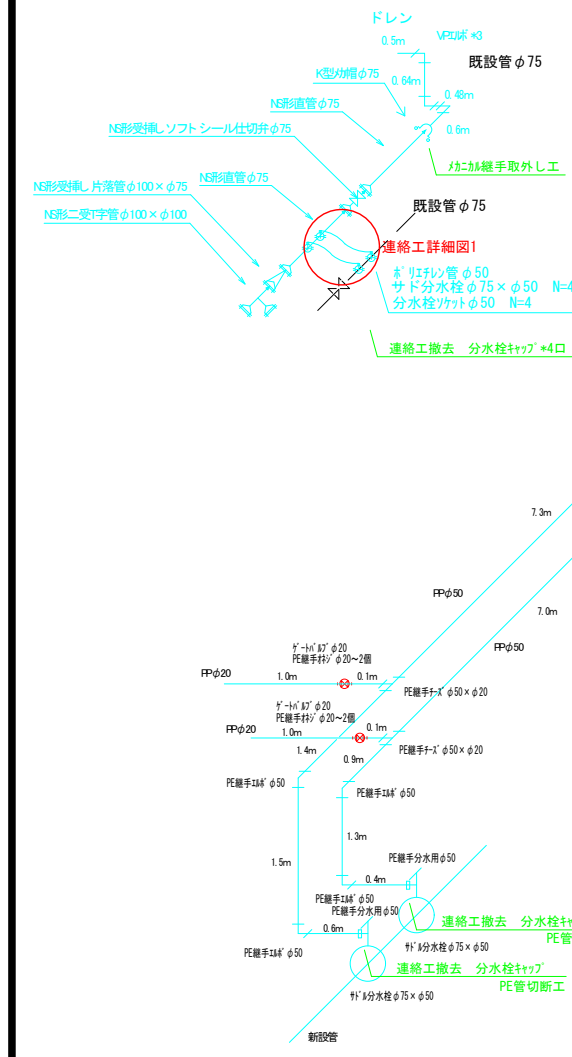 ドレン
VPエルボ*3
0.5m
既設管φ75
K型メカ帽φ75
0.64m
0.48m
NS形直管φ75
0.6m
NS形受挿しソフトシール仕切弁φ75
メカニカル継手取外し工
NS形受挿し片落管φ100×φ75
NS形直管φ75
既設管φ75
NS形二受T字管φ100×φ100
連絡工詳細図1
ポリエチレン管φ50
サドル分水栓φ75×φ50 N=4
分水栓ソケットφ50 N=4
連絡工撤去 分水栓キャップ*4口
7.3m
PPφ50
7.0m
PPφ50
ゲートバルブφ20
PE継手オネジφ20~2個
PPφ20
1.0m
0.1m
PE継手チーズφ50×φ20
ゲートバルブφ20
PE継手オネジφ20~2個
PPφ20
1.0m
0.1m
1.4m
PE継手チーズφ50×φ20
0.9m
PE継手エルボφ50
PE継手エルボφ50
1.3m
1.5m
PE継手分水用φ50
0.4m
PE継手エルボφ50
PE継手分水用φ50
0.6m
連絡工撤去 分水栓キャ
PE管
PE継手エルボφ50
サドル分水栓φ75×φ50
連絡工撤去 分水栓キャップ
PE管切断工
サドル分水栓φ75×φ50
新設管